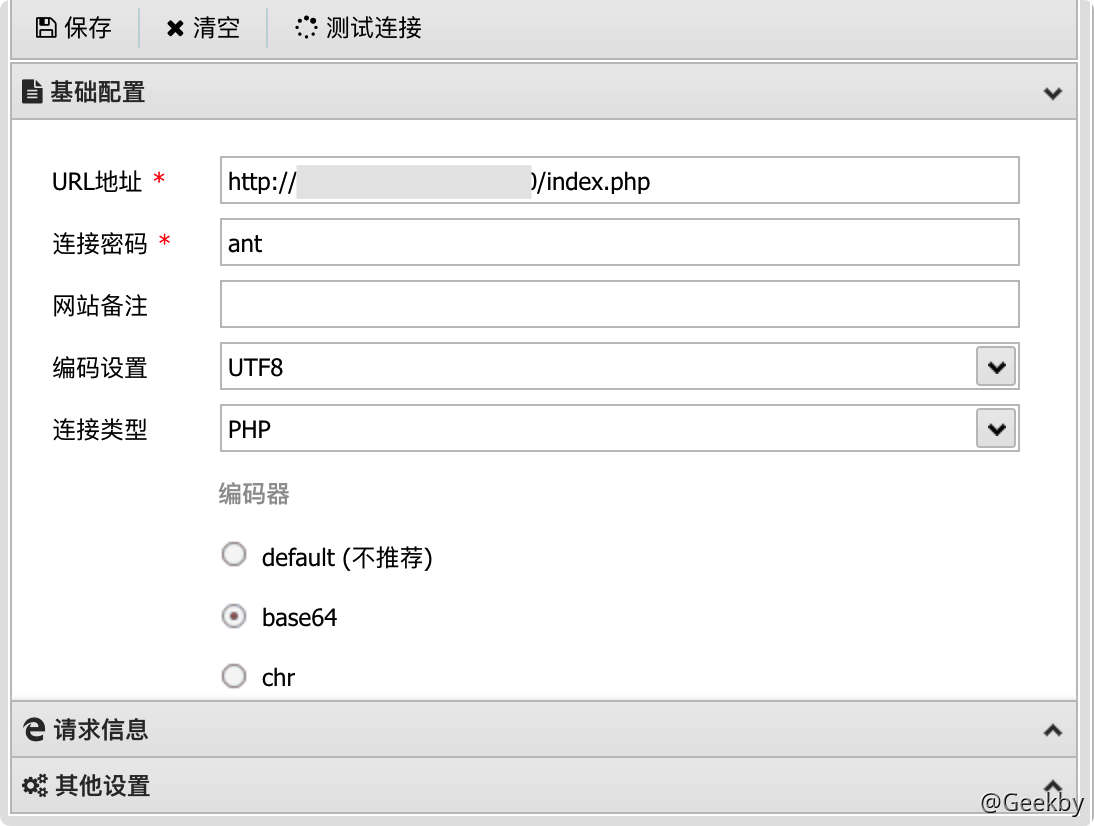 保存 清空 测试连接
基础配置
URL地址 * http:// 0/index.php
连接密码 * ant
网站备注
编码设置 UTF8
连接类型 PHP
编码器
default (不推荐)
base64
chr
请求信息
其他设置
@Geekby